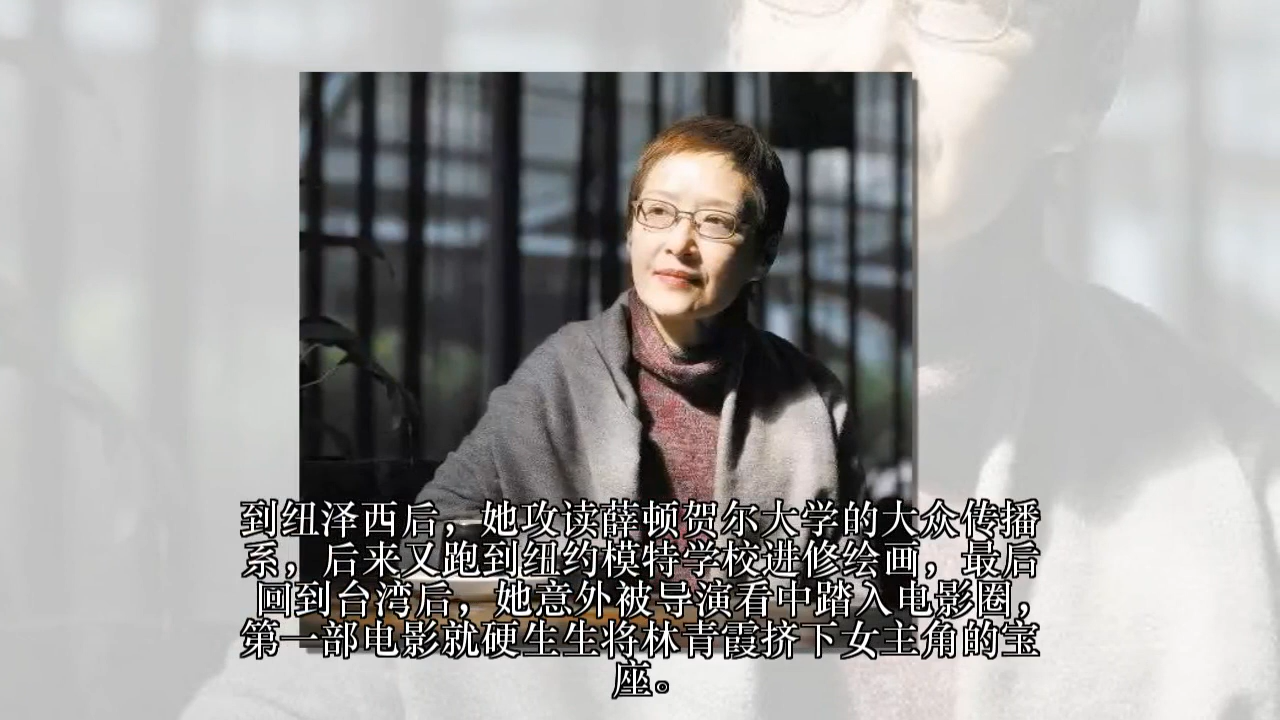 到纽泽西后，她攻读薛顿贺尔大学的大众传播
系，后来又跑到纽约模特学校进修绘画，最后
回到台湾后，她意外被导演看中踏入电影圈，
第一部电影就硬生生将林青霞挤下女主角的宝
座。